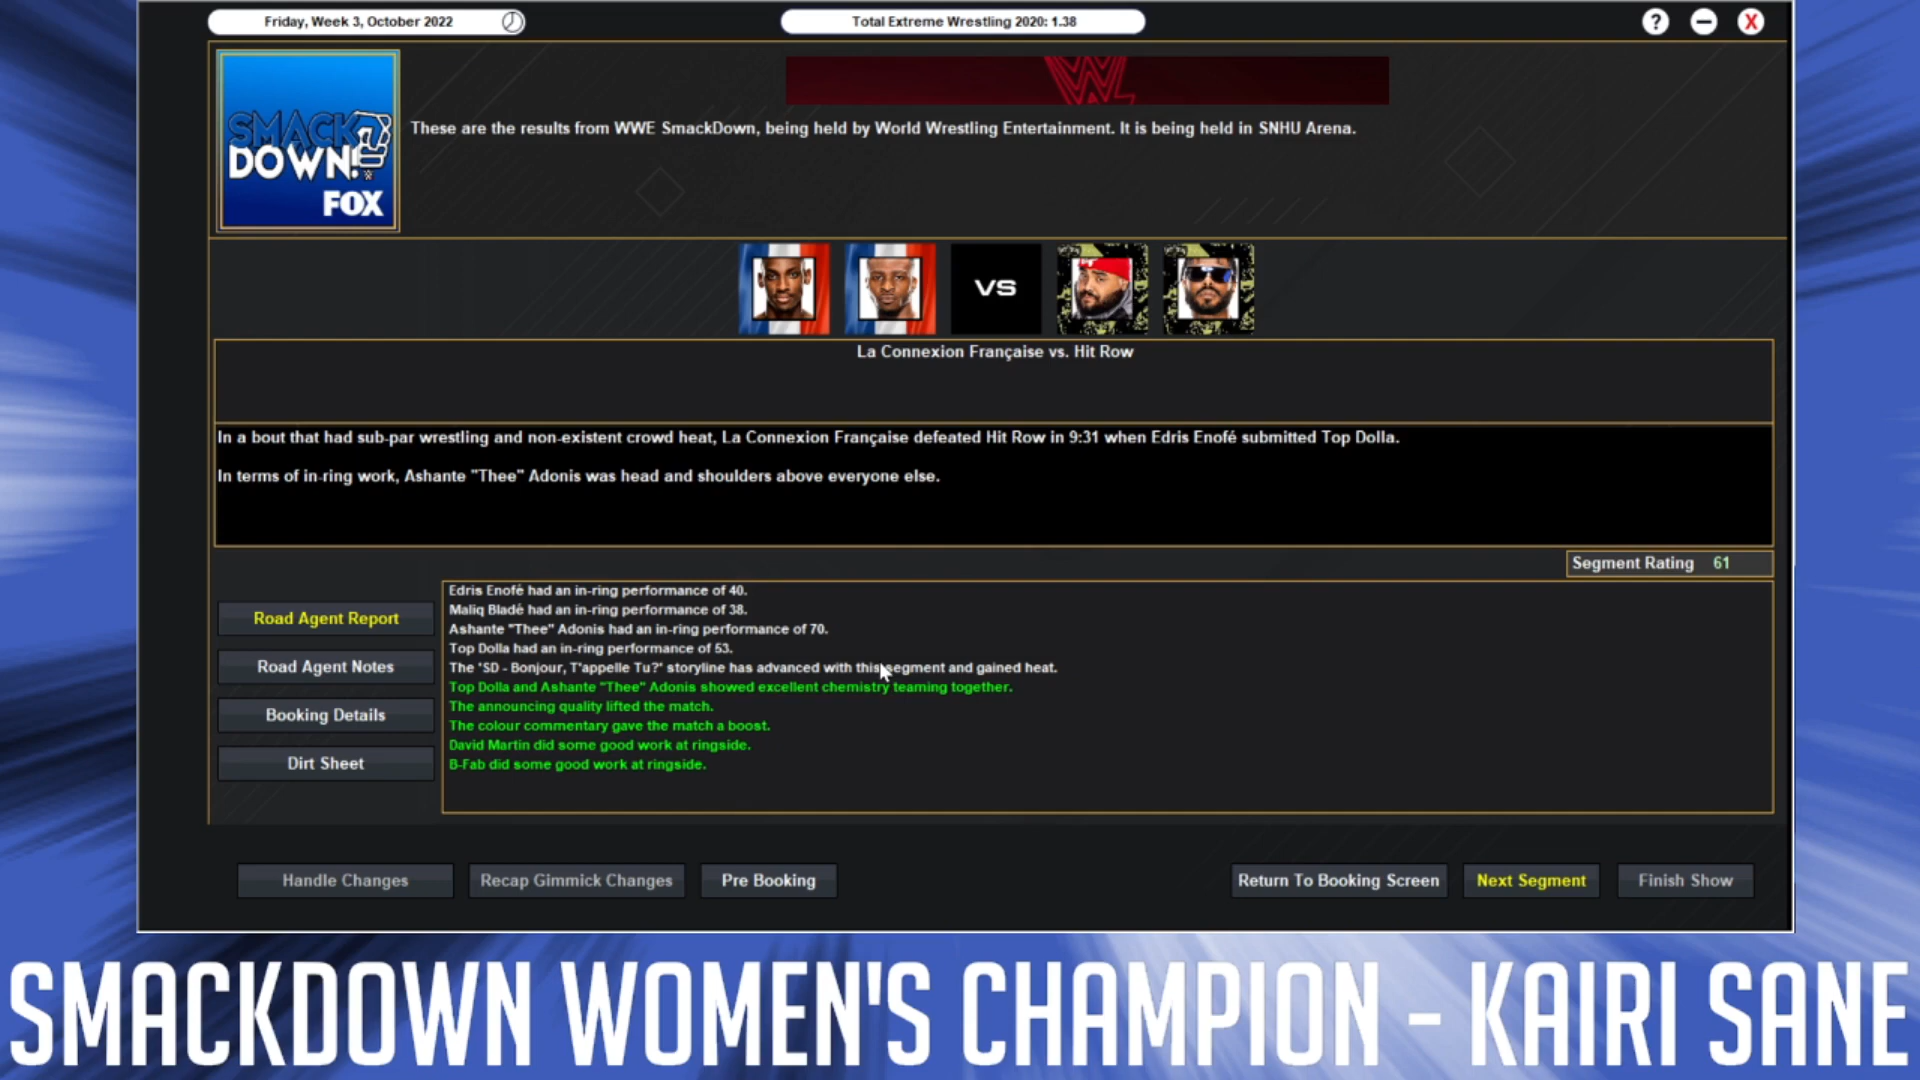 Friday, Week 3, October 2022
Total Extreme Wrestling 2020: 1.38
? – X
SMACK
DOWN!
FOX
These are the results from WWE SmackDown, being held by World Wrestling Entertainment. It is being held in SNHU Arena.
VS
La Connexion Française vs. Hit Row
In a bout that had sub-par wrestling and non-existent crowd heat, La Connexion Française defeated Hit Row in 9:31 when Edris Enofé submitted Top Dolla.
In terms of in-ring work, Ashante "Thee" Adonis was head and shoulders above everyone else.
Segment Rating 61
Road Agent Report
Road Agent Notes
Booking Details
Dirt Sheet
Edris Enofé had an in-ring performance of 40.
Maliq Bladé had an in-ring performance of 38.
Ashante "Thee" Adonis had an in-ring performance of 70.
Top Dolla had an in-ring performance of 53.
The 'SD - Bonjour, T'appelle Tu?' storyline has advanced with this segment and gained heat.
Top Dolla and Ashante "Thee" Adonis showed excellent chemistry teaming together.
The announcing quality lifted the match.
The colour commentary gave the match a boost.
David Martin did some good work at ringside.
B-Fab did some good work at ringside.
Handle Changes
Recap Gimmick Changes
Pre Booking
Return To Booking Screen
Next Segment
Finish Show
SMACKDOWN WOMEN'S CHAMPION - KAIRI SANE